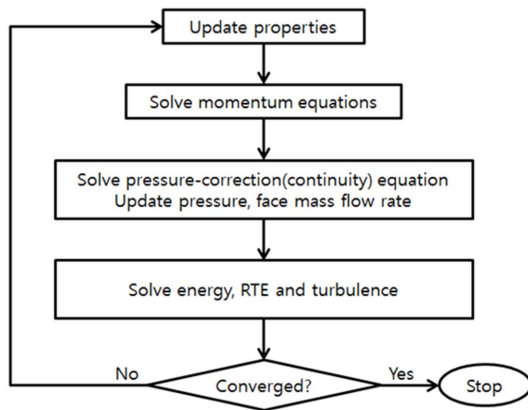 Update properties
Solve momentum equations
Solve pressure-correction(continuity) equation
Update pressure, face mass flow rate
Solve energy, RTE and turbulence
No
Converged?
Yes
Stop